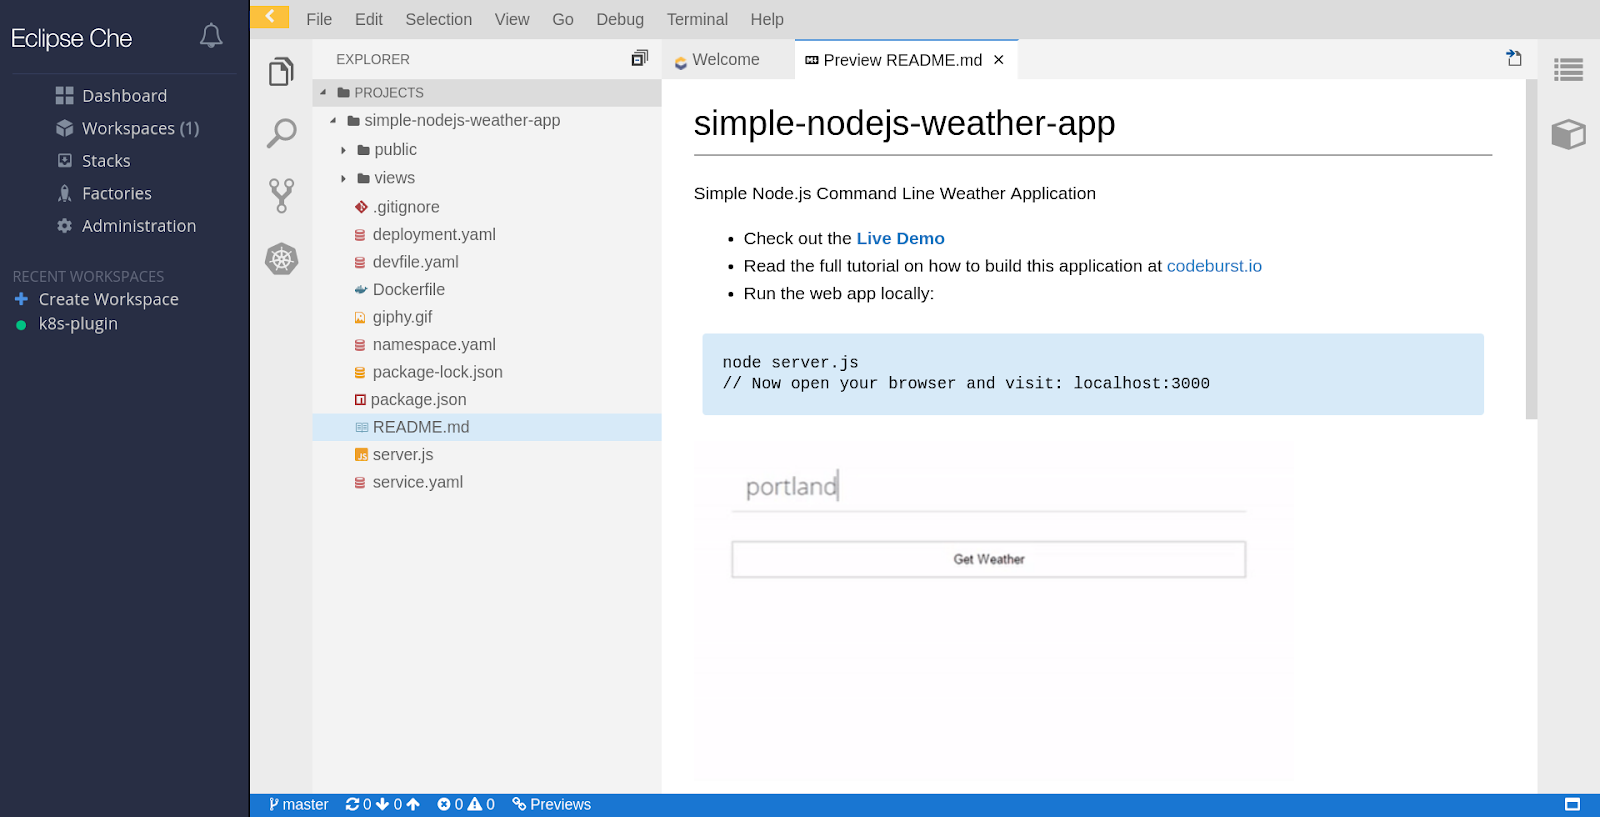 Eclipse Che
Dashboard
Workspaces (1)
Stacks
Factories
Administration
RECENT WORKSPACES
Create Workspace
k8s-plugin
File Edit Selection View Go Debug Terminal Help
EXPLORER
PROJECTS
simple-nodejs-weather-app
public
views
.gitignore
deployment.yaml
devfile.yaml
Dockerfile
giphy.gif
namespace.yaml
package-lock.json
package.json
README.md
server.js
service.yaml
Welcome
Preview README.md
simple-nodejs-weather-app
Simple Node.js Command Line Weather Application
• Check out the Live Demo
• Read the full tutorial on how to build this application at codeburst.io
• Run the web app locally:
node server.js
// Now open your browser and visit: localhost:3000
portland
Get Weather
master 0 0 0 0 Previews